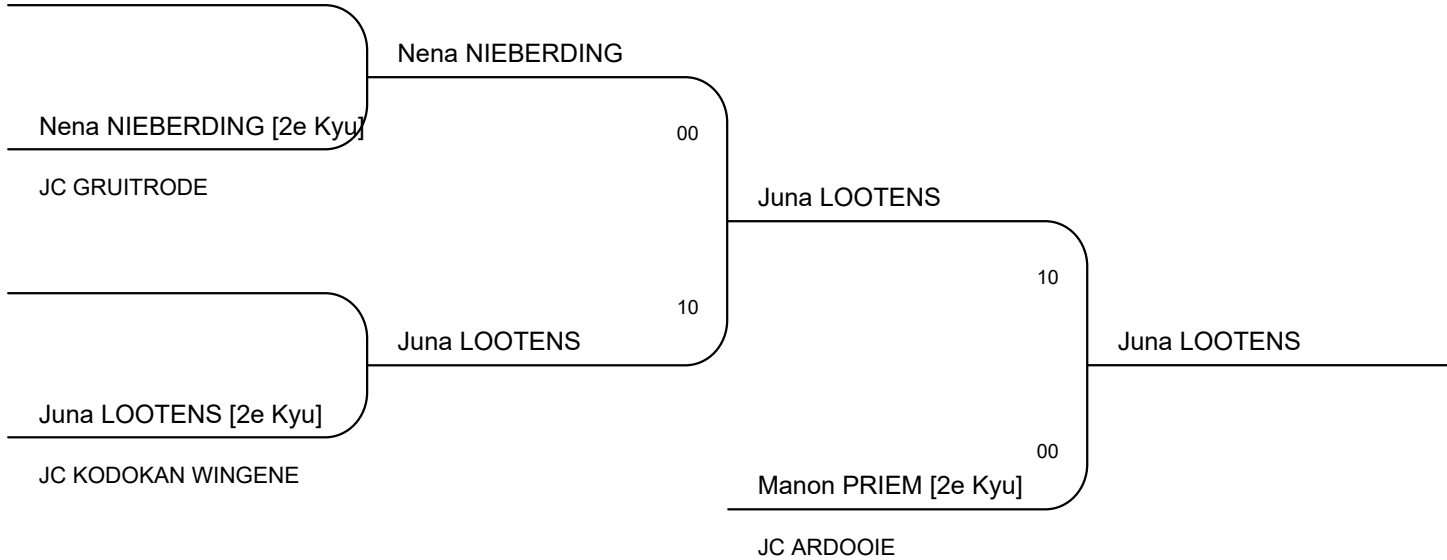 Nena NIEBERDING
Nena NIEBERDING [2e Kyu]
00
JC GRUITRODE
Juna LOOTENS
10
10
Juna LOOTENS
Juna LOOTENS
Juna LOOTENS [2e Kyu]
00
JC KODOKAN WINGENE
Manon PRIEM [2e Kyu]
JC ARDOOIE